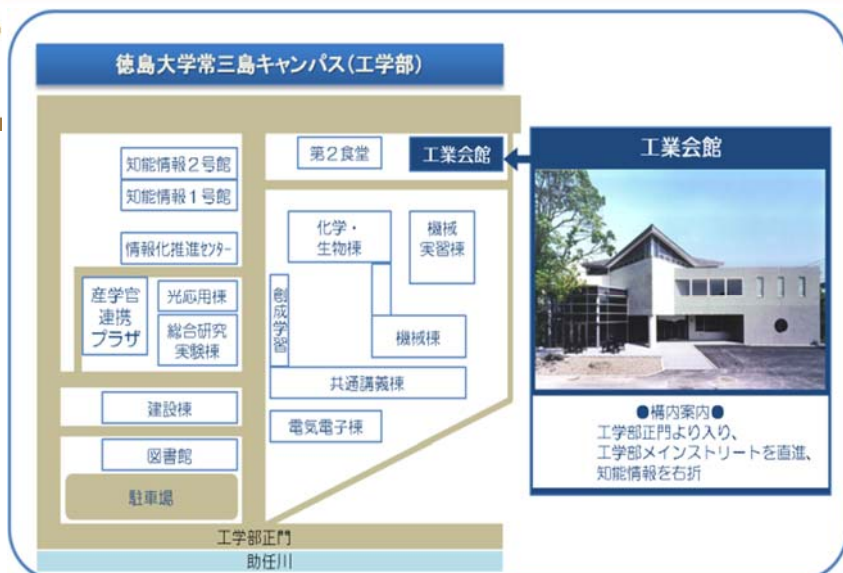 徳島大学常三島キャンパス（工学部）
知能情報２号館
知能情報１号館
情報化推進センター
産学官
連携
プラザ
光応用棟
総合研究
実験棟
建設棟
図書館
駐車場
第２食堂
工業会館
化学・
生物棟
機械
実習棟
創成学習
機械棟
共通講義棟
電気電子棟
工学部正門
助任川
工業会館
●構内案内●
工学部正門より入り、
工学部メインストリートを直進、
知能情報を右折